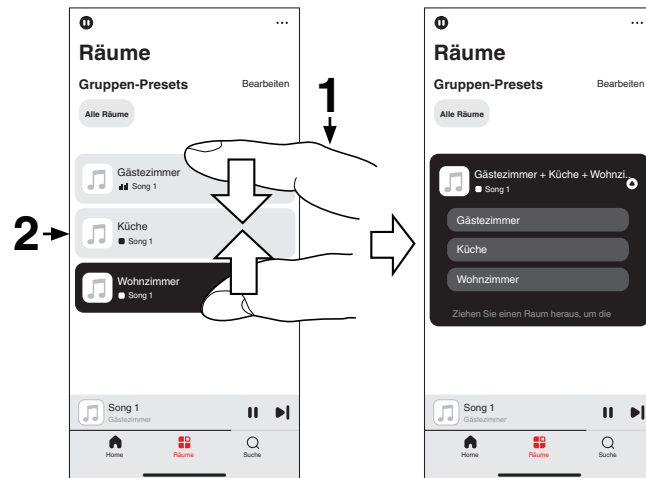 Räume
Gruppen-Presets Bearbeiten
Alle Räume
1
Gästezimmer
Song 1
2
Küche
Song 1
Wohnzimmer
Song 1
Song 1
Gästezimmer
Home Räume Suche
Räume
Gruppen-Presets Bearbeiten
Alle Räume
Gästezimmer + Küche + Wohnzi...
Song 1
Gästezimmer
Küche
Wohnzimmer
Ziehen Sie einen Raum heraus, um die
Song 1
Gästezimmer
Home Räume Suche